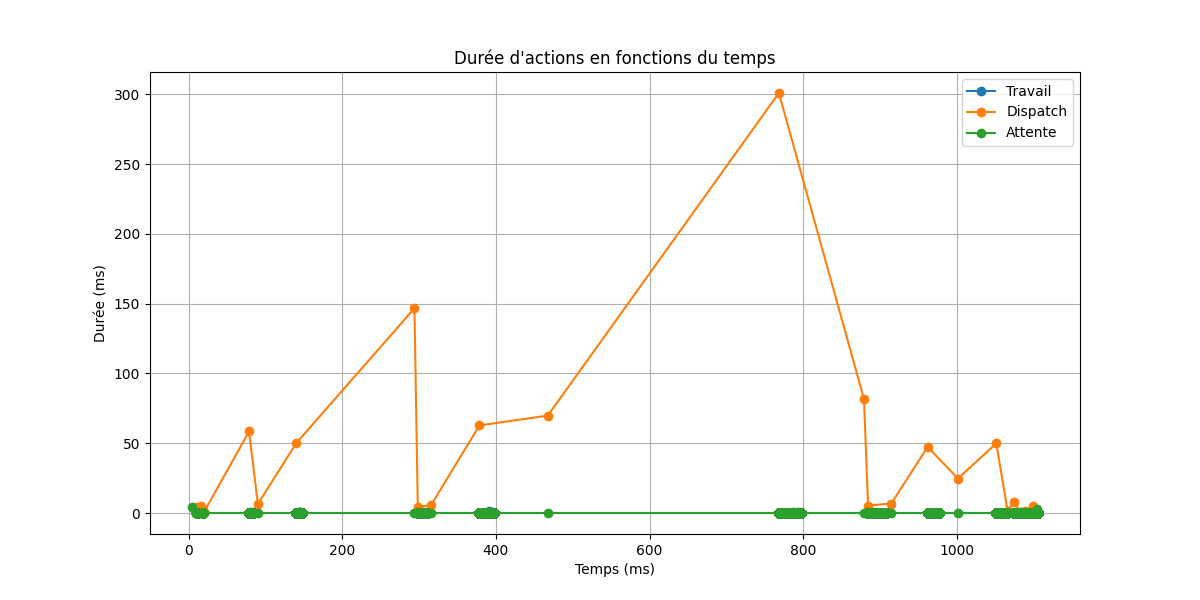 Durée d'actions en fonctions du temps
Travail
Dispatch
Attente
Durée (ms)
300
250
200
150
100
50
0
0 200 400 600 800 1000
Temps (ms)